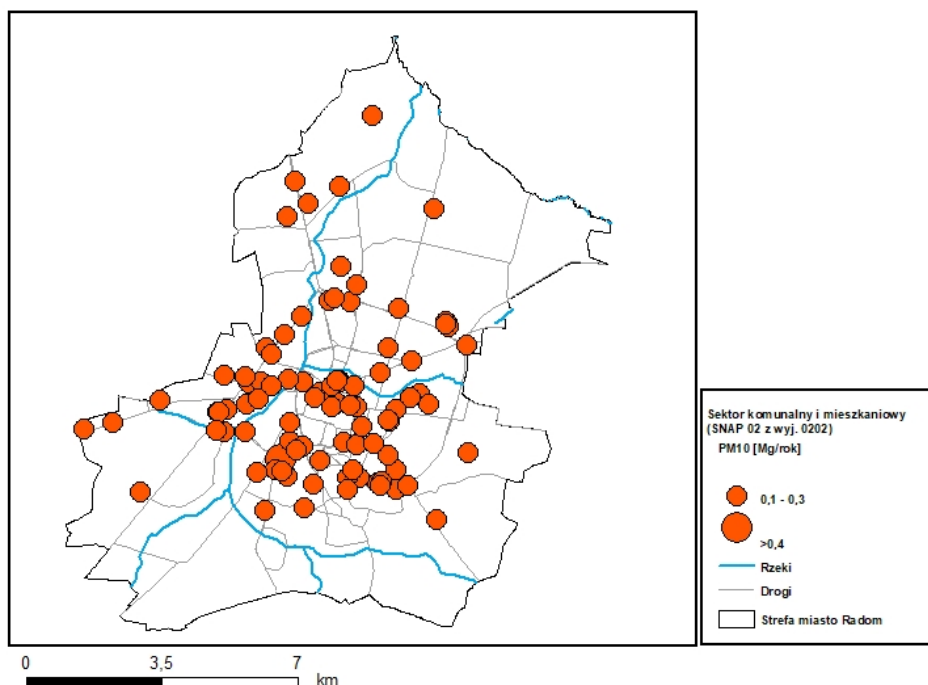 Sektor komunalny i mieszkaniowy
(SNAP 02 z wyj. 0202)
PM10 [Mg/rok]
0,1 - 0,3
>0,4
Rzeki
Drogi
Strefa miasto Radom
0 3,5 7
km